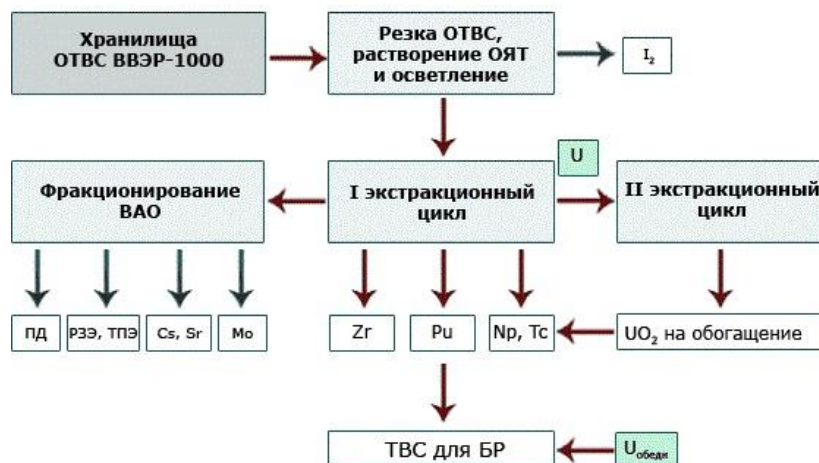 Хранилища
ОТВС ВВЭР-1000
Резка ОТВС,
растворение ОЯТ
и осветление
I₂
U
Фракционирование
ВАО
I экстракционный
цикл
II экстракционный
цикл
ПД
РЗЭ, ТПЭ
Cs, Sr
Mo
Zr
Pu
Np, Tc
UO₂ на обогащение
ТВС для БР
Uобедн